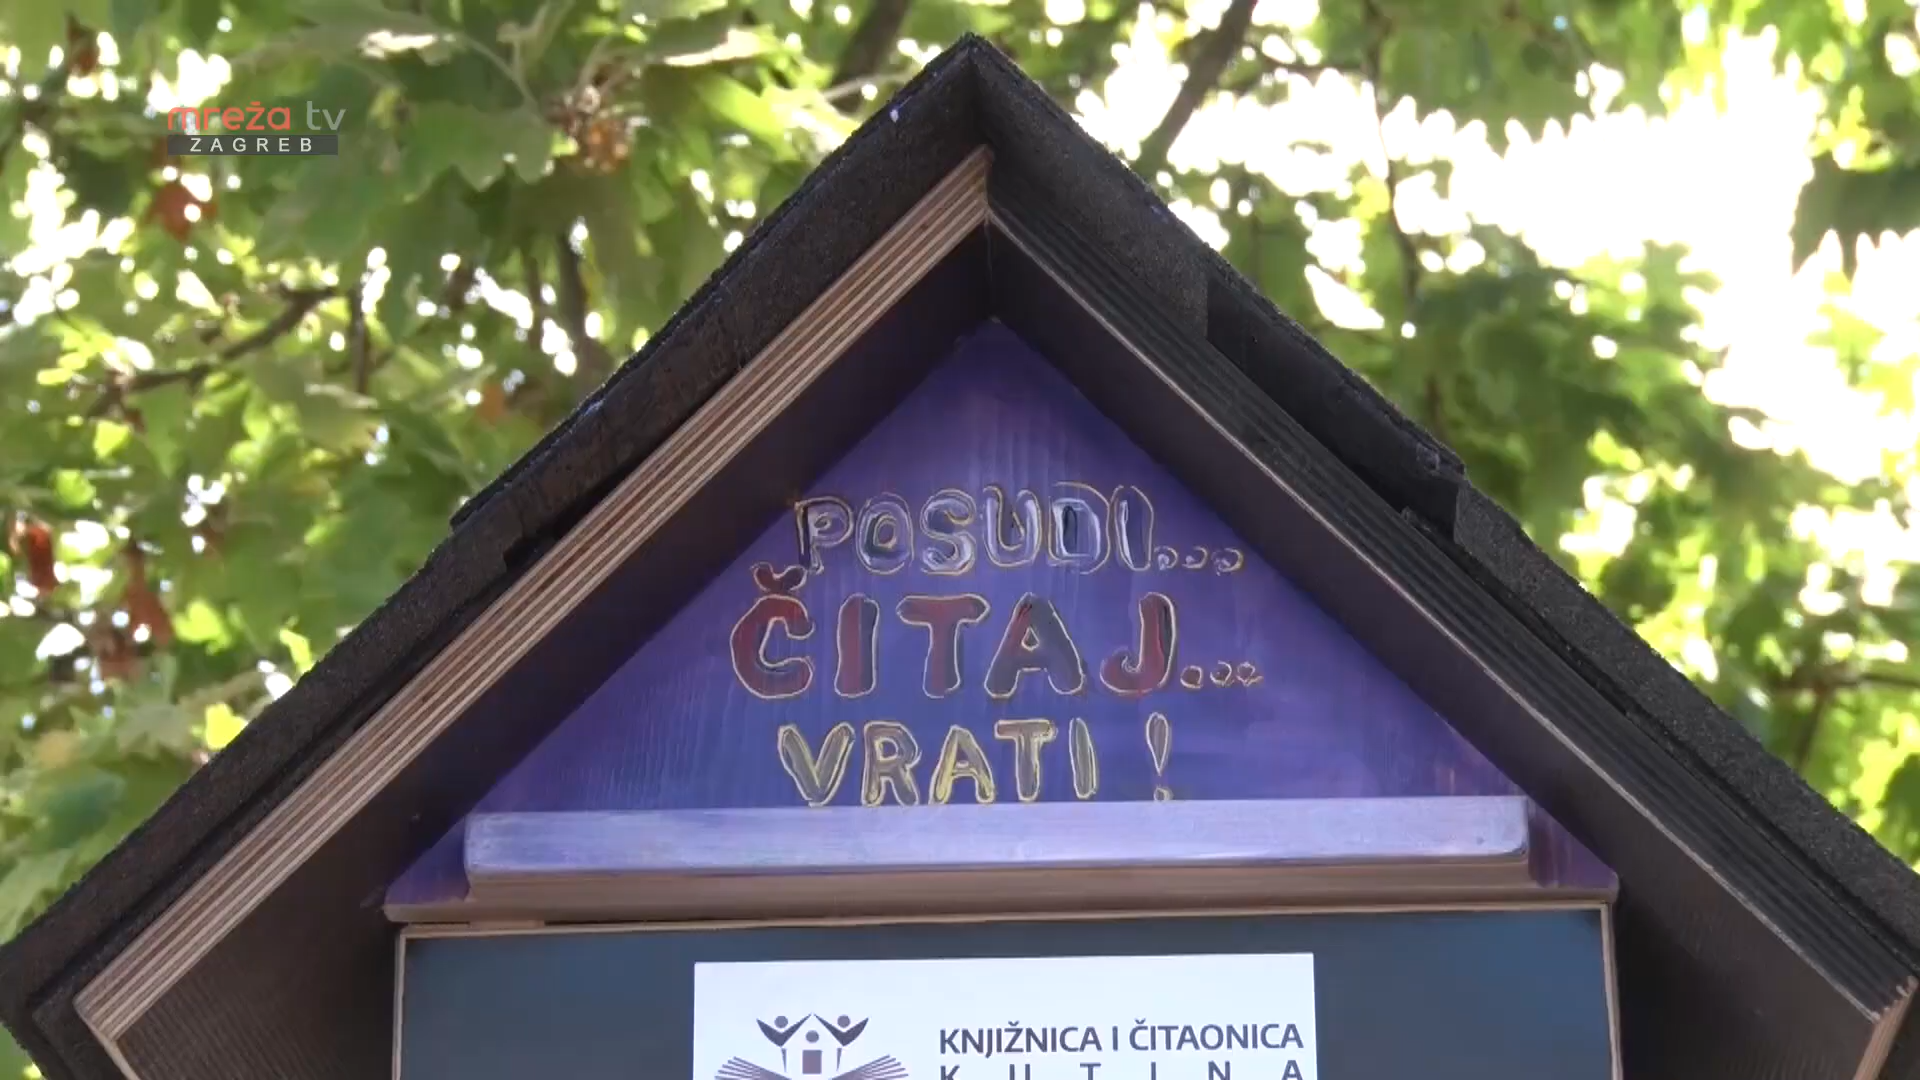 mreža tv
ZAGREB
POSUDI...
ČITAJ...
VRATI!
KNJIŽNICA I ČITAONICA
KUTINA